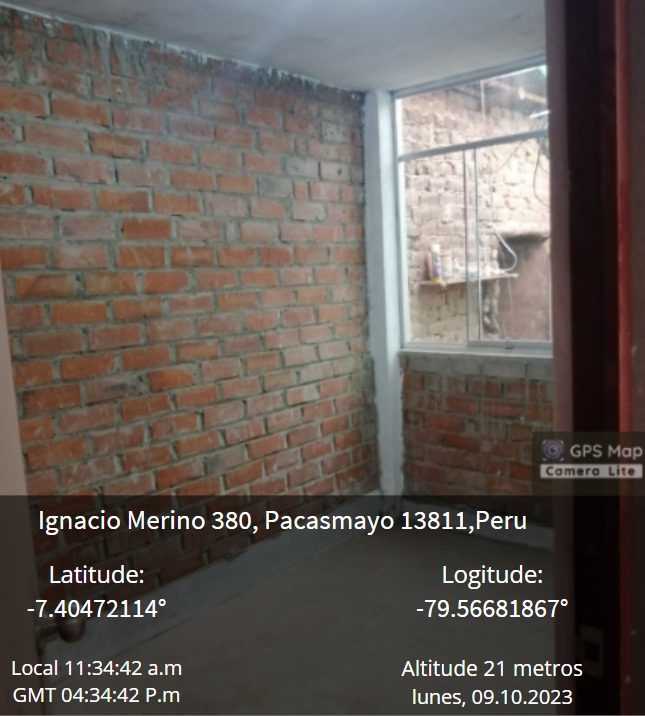 GPS Map
Camera Lite
Ignacio Merino 380, Pacasmayo 13811,Peru
Latitude:
-7.40472114°
Logitude:
-79.56681867°
Local 11:34:42 a.m
GMT 04:34:42 P.m
Altitude 21 metros
lunes, 09.10.2023